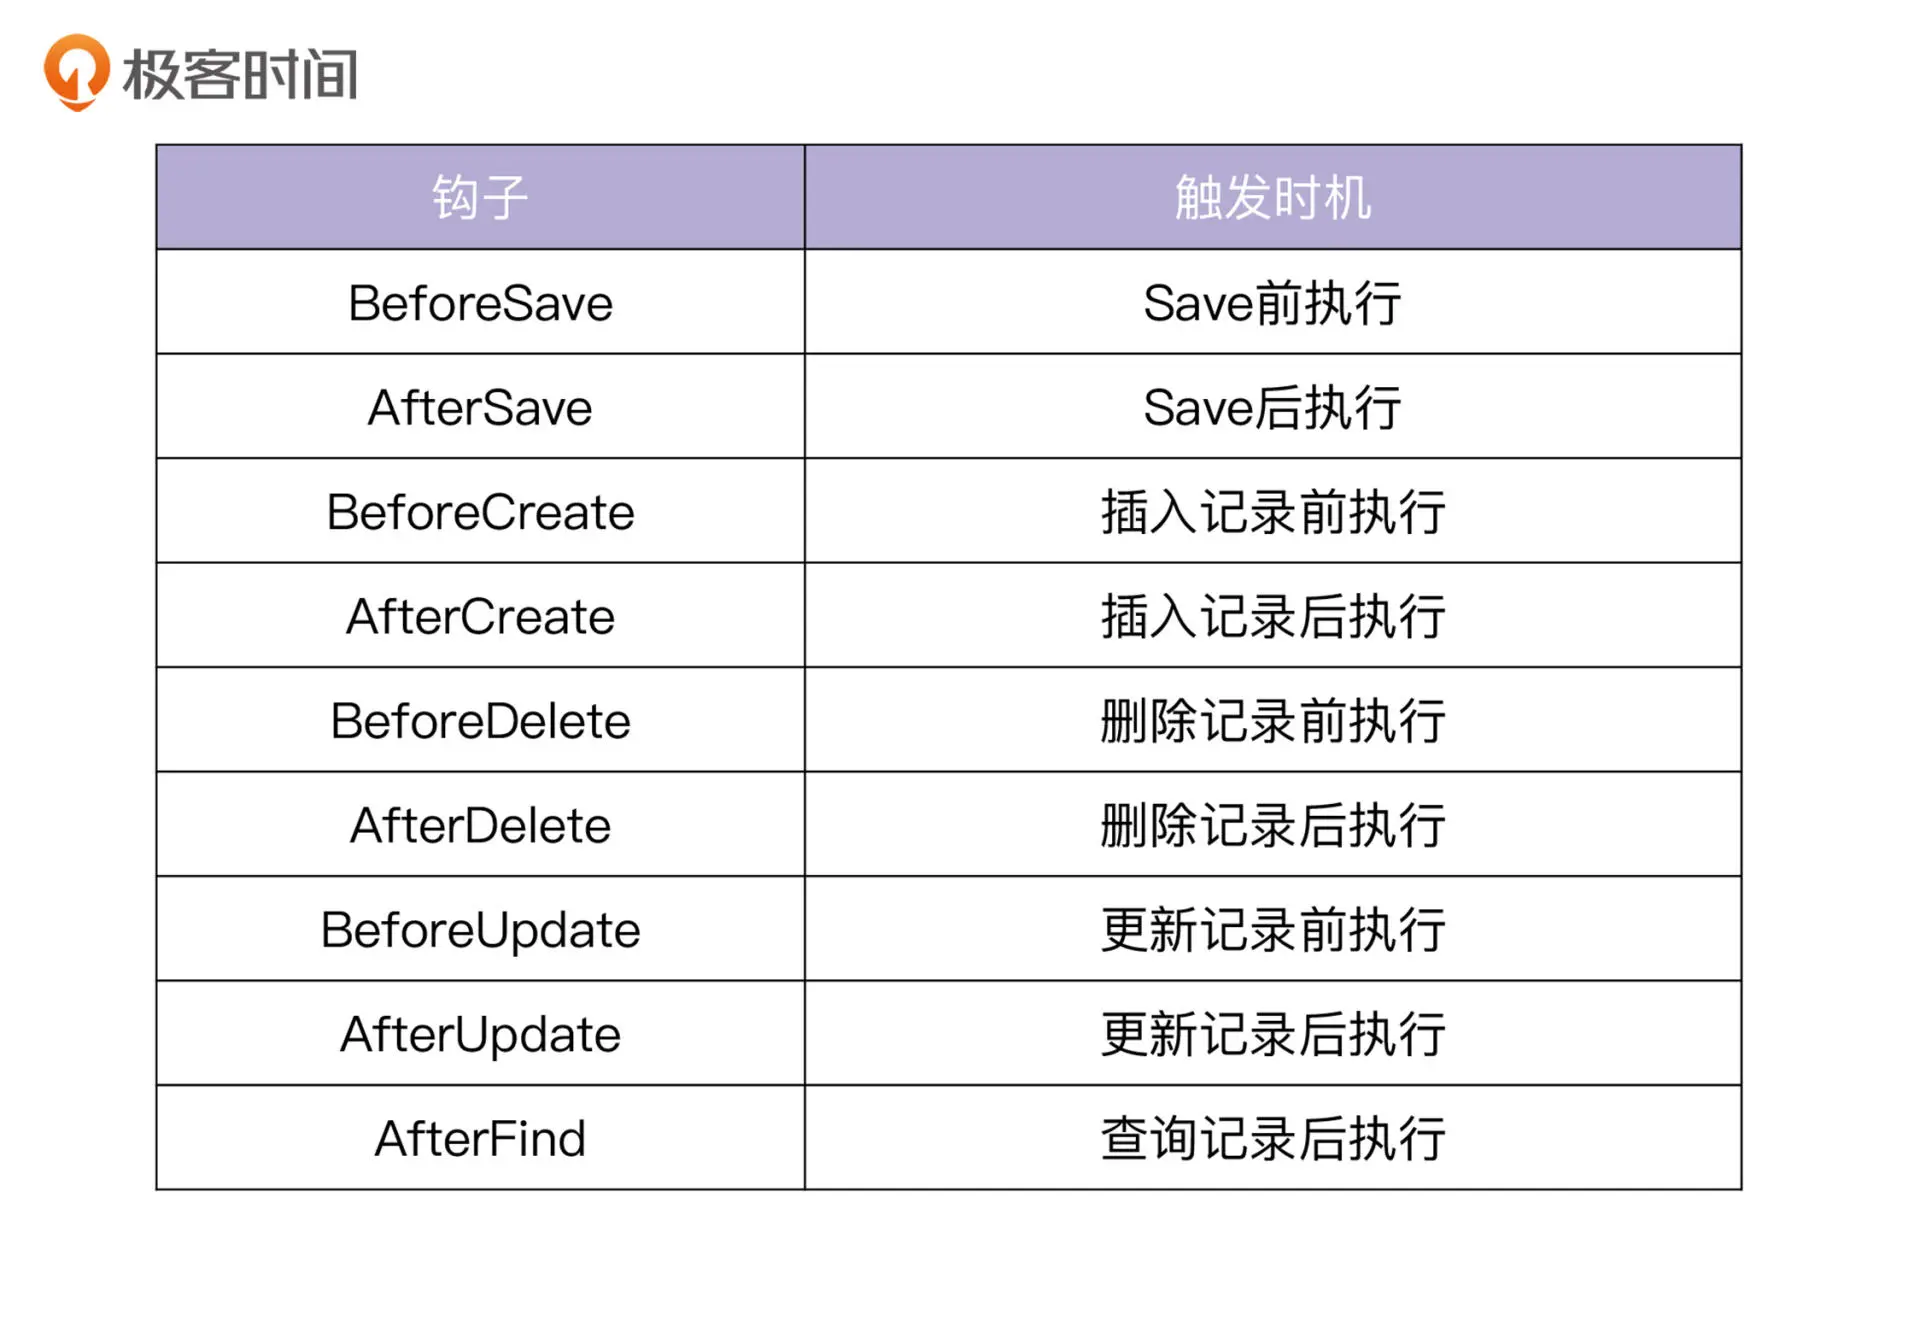 极客时间
钩子 触发时机
BeforeSave Save前执行
AfterSave Save后执行
BeforeCreate 插入记录前执行
AfterCreate 插入记录后执行
BeforeDelete 删除记录前执行
AfterDelete 删除记录后执行
BeforeUpdate 更新记录前执行
AfterUpdate 更新记录后执行
AfterFind 查询记录后执行